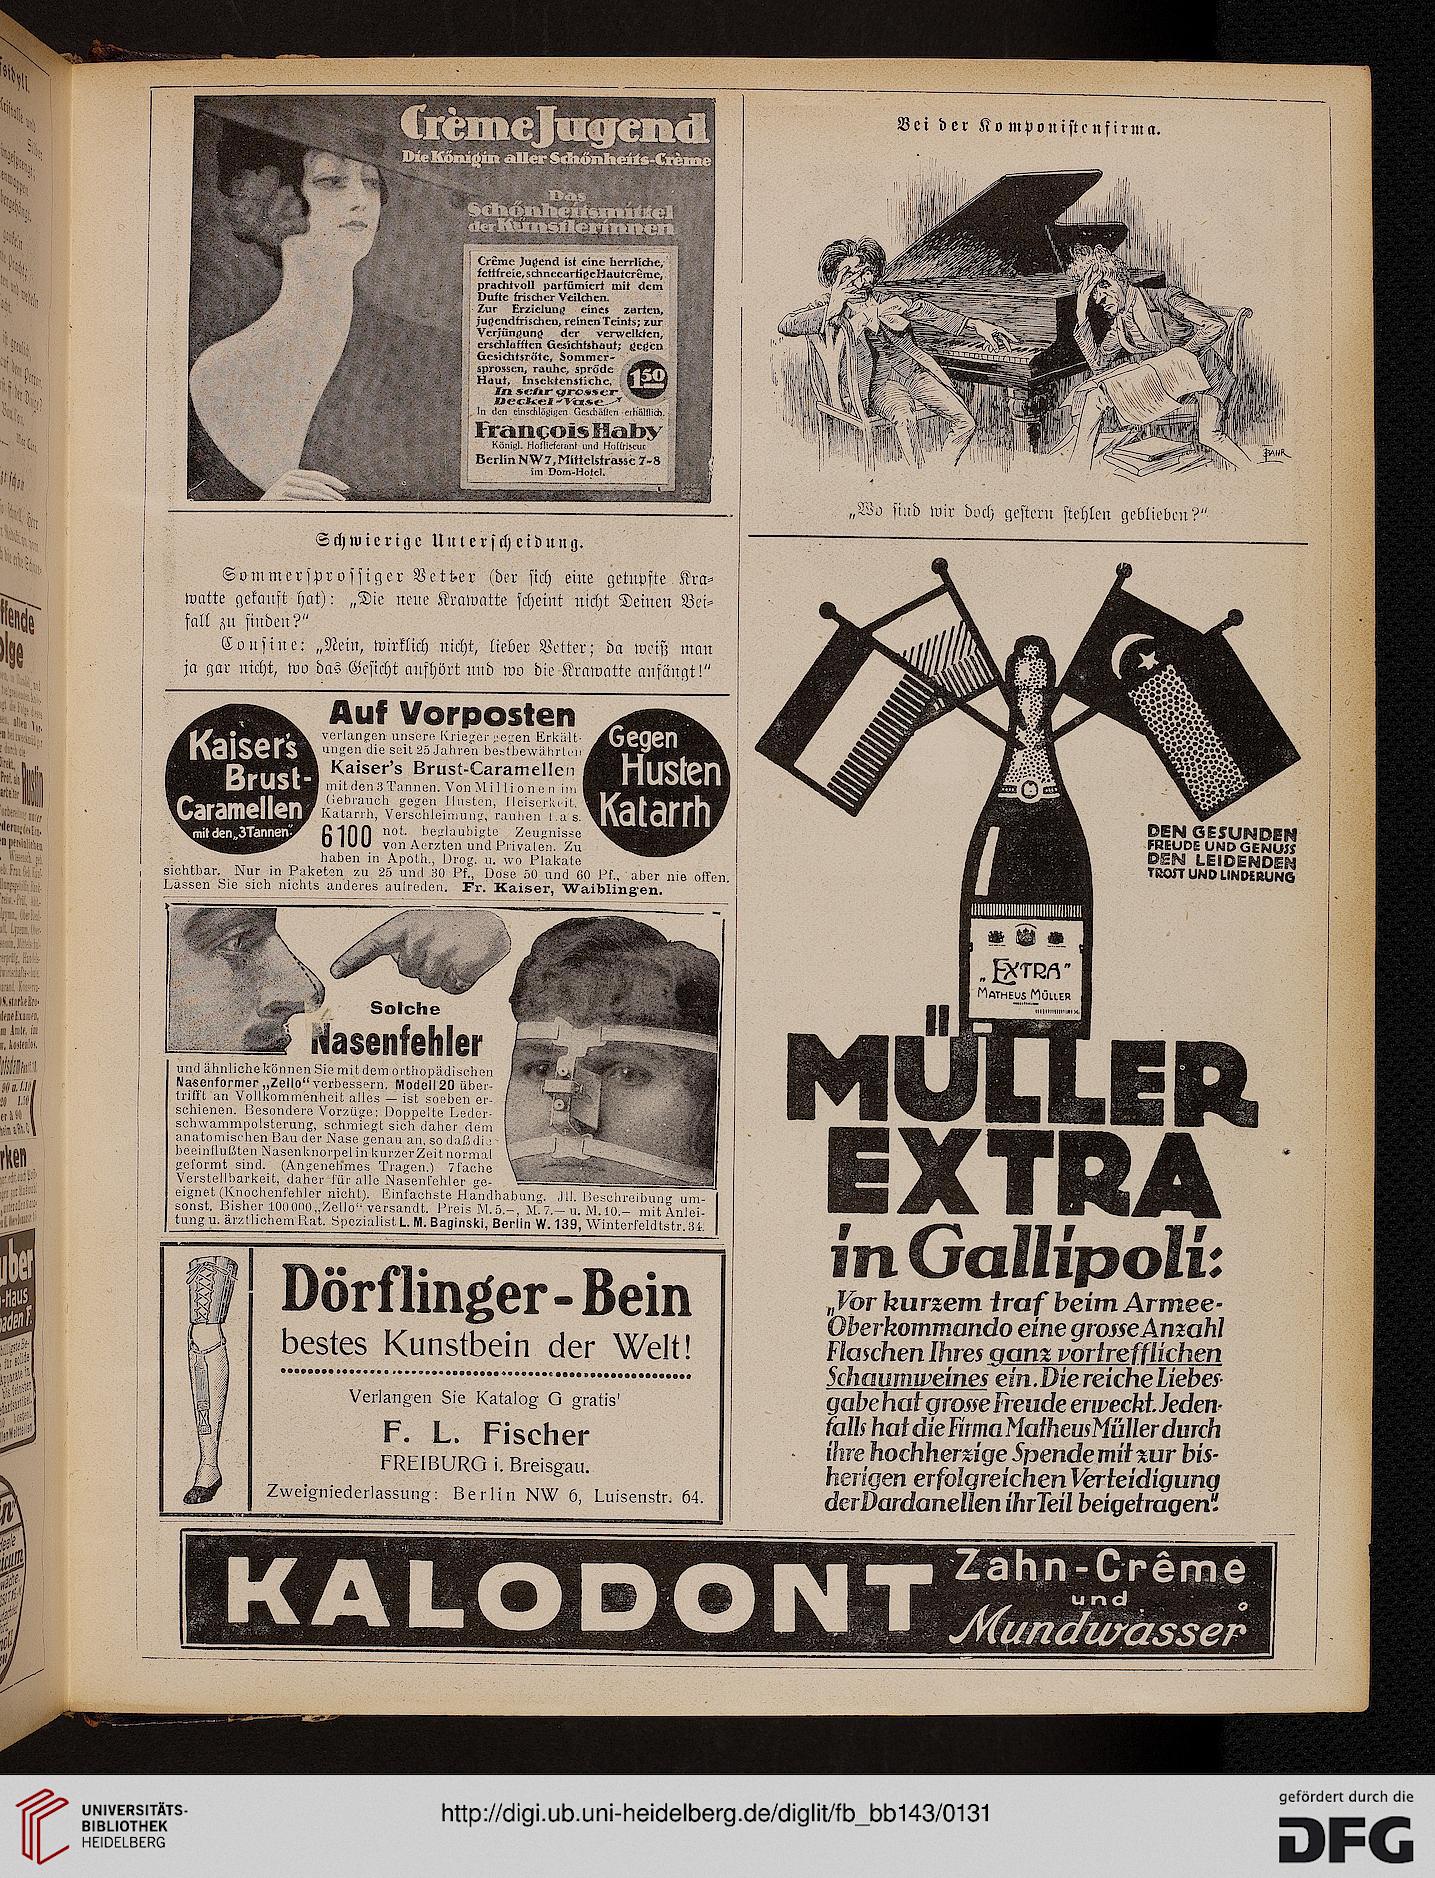 Crème Jugend
Die Königin aller Schönheits-Crème
Das
Schönheitsmittel
der Künstlerinnen
Crème Jugend ist eine herrliche,
fettfreie, schneeartige Hautcrême,
prachtvoll parfümiert mit dem
Dufte frischer Veilchen.
Zur Erzielung eines zarten,
jugendfrischen, reinen Teints; zur
Verjüngung der verwelkten,
erschlafften Gesichtshaut; gegen
Gesichtsröte, Sommer-
sprossen, rauhe, spröde
Haut, Insektenstiche.
1 50
In sehr grosser
Deckel-Vase
In den einschlägigen Geschäften erhältlich.
François Haby
Königl. Hoflieferant und Hoffriseur
Berlin NW 7, Mittelstrasse 7-8
im Dom-Hotel.
Schwierige Unterscheidung.
Sommersprossiger Vetter (der sich eine getupfte Kra-
watte gekauft hat): „Die neue Krawatte scheint nicht Deinen Bei-
fall zu finden?"
Cousine: „Nein, wirklich nicht, lieber Vetter; da weiß man
ja gar nicht, wo das Gesicht aufhört und wo die Krawatte anfängt!"
Kaiser's
Brust-
Caramellen
mit den „3 Tannen."
Auf Vorposten
verlangen unsere Krieger gegen Erkält-
ungen die seit 25 Jahren bestbewährten
Kaiser's Brust-Caramellen
mit den 3 Tannen. Von Millionen im
Gebrauch gegen Husten, Heiserkeit,
Katarrh, Verschleimung, rauhen
6100 not. beglaubigte Zeugnisse
von Aerzten und Privaten. Zu
haben in Apoth., Drog. u. wo Plakate
sichtbar. Nur in Paketen zu 25 und 30 Pf., Dose 50 und 60 Pf., aber nie offen.
Lassen Sie sich nichts anderes aufreden. Fr. Kaiser, Waiblingen.
Gegen
Husten
Katarrh
Solche
Nasenfehler
und ähnliche können Sie mit dem orthopädischen
Nasenformer „Zello" verbessern. Modell 20 über-
trifft an Vollkommenheit alles — ist soeben er-
schienen. Besondere Vorzüge: Doppelte Leder-
schwammpolsterung, schmiegt sich daher dem
anatomischen Bau der Nase genau an, so daß die
beeinflußten Nasenknorpel in kurzer Zeit normal
geformt sind. (Angenehmes Tragen.) 7fache
Verstellbarkeit, daher für alle Nasenfehler ge-
eignet (Knochenfehler nicht). Einfachste Handhabung. Jll. Beschreibung um-
sonst. Bisher 100000 „Zello" versandt. Preis M. 5.—, M. 7.— u. M. 10.— mit Anlei-
tung u. ärztlichem Rat. Spezialist L. M. Baginski, Berlin W. 139, Winterfeldtstr. 34.
Dörflinger-Bein
bestes Kunstbein der Welt!
Verlangen Sie Katalog G gratis!
F. L. Fischer
FREIBURG i. Breisgau.
Zweigniederlassung: Berlin NW 6, Luisenstr. 64.
Bei der Komponistenfirma.
BAHR
„Wo sind wir doch gestern stehlen geblieben?"
DEN GESUNDEN
FREUDE UND GENUSS
DEN LEIDENDEN
TROST UND LINDERUNG
„EXTRA"
MATHEUS MÜLLER
MÜLLER
EXTRA
in Gallipoli:
„Vor kurzem traf beim Armee-
Oberkommando eine grosse Anzahl
Flaschen Ihres ganz vortrefflichen
Schaumweines ein. Die reiche Liebes-
gabe hat grosse Freude erweckt. Jeden-
falls hat die Firma Matheus Müller durch
ihre hochherzige Spende mit zur bis-
herigen erfolgreichen Verteidigung
der Dardanellen ihr Teil beigetragen".
KALODONT
Zahn-Crême
und
Mundwasser
UNIVERSITÄTS-
BIBLIOTHEK
HEIDELBERG
http://digi.ub.uni-heidelberg.de/diglit/fb_bb143/0131
gefördert durch die
DFG